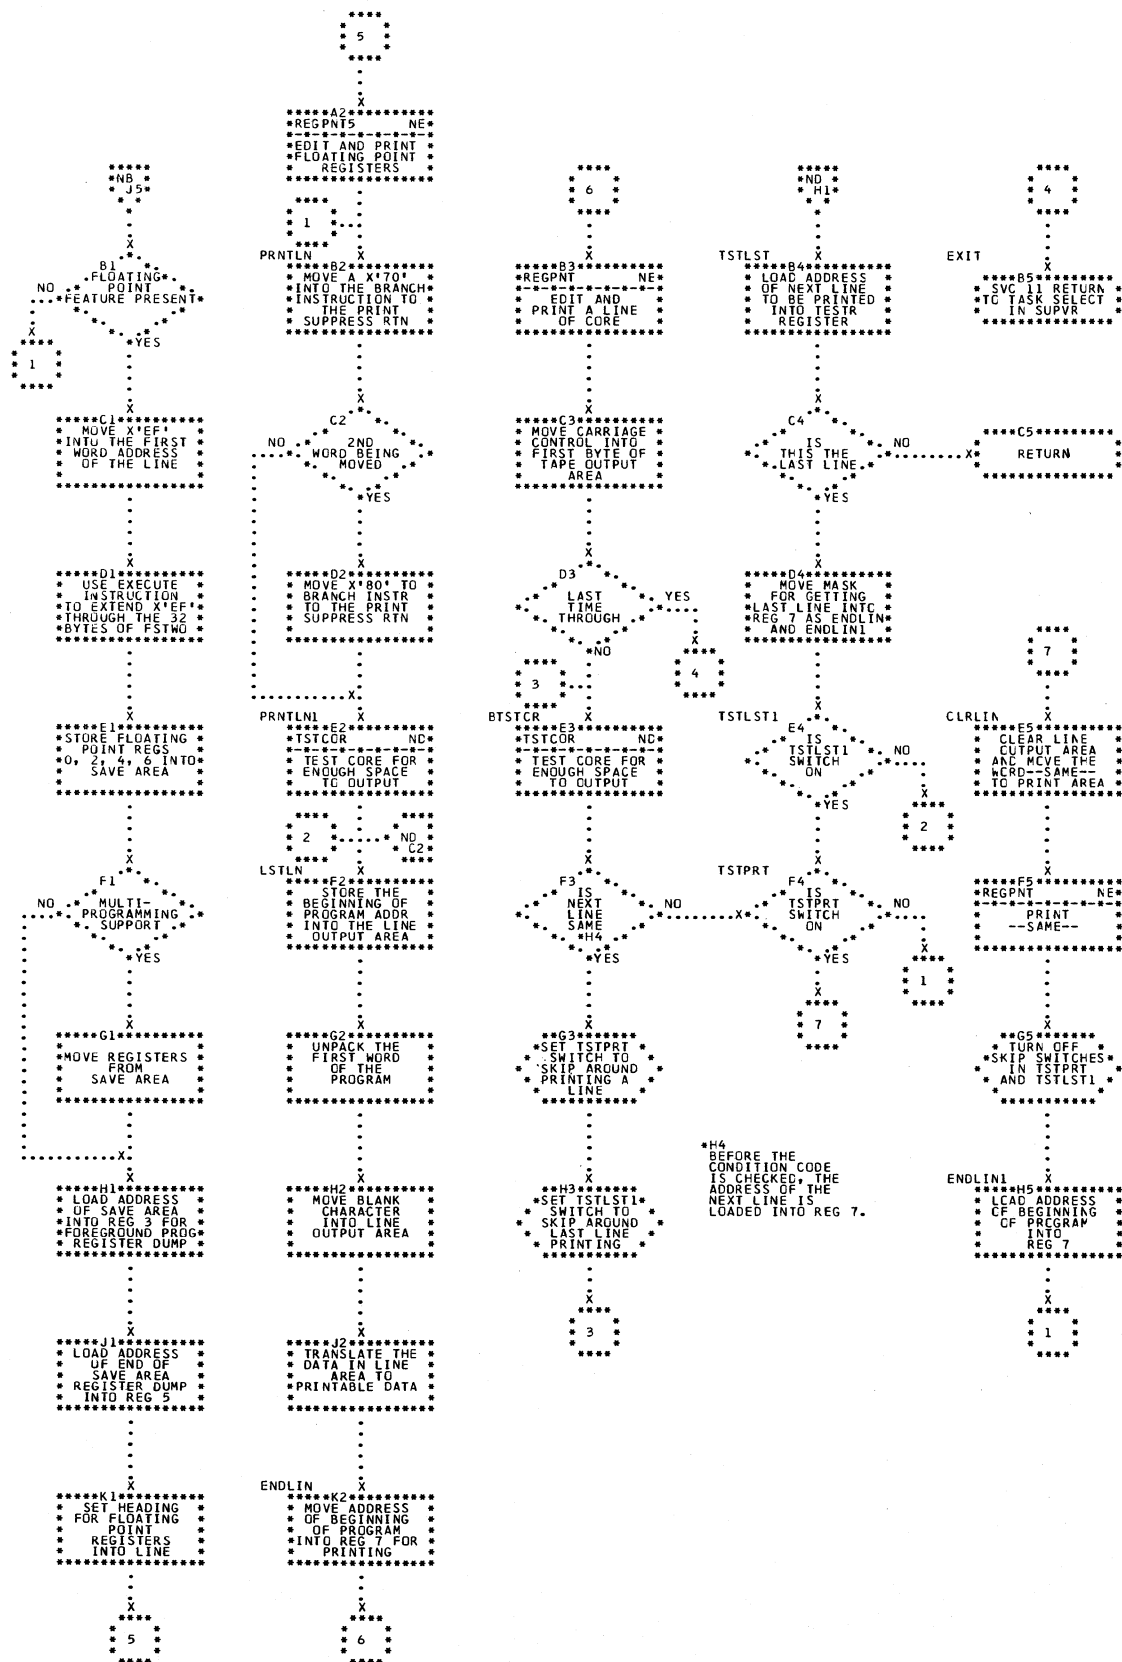 5
A2
REGPNT5 NE
EDIT AND PRINT
FLOATING POINT
REGISTERS
1
PRNTLN
B2
MOVE A X'70'
INTO THE BRANCH
INSTRUCTION TO
THE PRINT
SUPPRESS RTN
C2
2ND
WORD BEING
MOVED
NO
YES
D2
MOVE X'80' TO
BRANCH INSTR
TO THE PRINT
SUPPRESS RTN
PRNTLN1
E2
TSTCOR ND
TEST CORE FOR
ENOUGH SPACE
TO OUTPUT
2
ND
C2
LSTLN
F2
STORE THE
BEGINNING OF
PROGRAM ADDR
INTO THE LINE
OUTPUT AREA
G2
UNPACK THE
FIRST WORD
OF THE
PROGRAM
H2
MOVE BLANK
CHARACTER
INTO LINE
OUTPUT AREA
J2
TRANSLATE THE
DATA IN LINE
AREA TO
PRINTABLE DATA
ENDLIN
K2
MOVE ADDRESS
OF BEGINNING
OF PROGRAM
INTO REG 7 FOR
PRINTING
6
NB
J5
B1
FLOATING
POINT
FEATURE PRESENT
NO
1
YES
C1
MOVE X'EF'
INTO THE FIRST
WORD ADDRESS
OF THE LINE
D1
USE EXECUTE
INSTRUCTION
TO EXTEND X'EF'
THROUGH THE 32
BYTES OF FSTWO
E1
STORE FLOATING
POINT REGS
0, 2, 4, 6 INTO
SAVE AREA
F1
MULTI-
PROGRAMMING
SUPPORT
NO
YES
G1
MOVE REGISTERS
FROM
SAVE AREA
H1
LOAD ADDRESS
OF SAVE AREA
INTO REG 3 FOR
FOREGROUND PROG
REGISTER DUMP
J1
LOAD ADDRESS
OF END OF
SAVE AREA
REGISTER DUMP
INTO REG 5
K1
SET HEADING
FOR FLOATING
POINT
REGISTERS
INTO LINE
5
6
B3
REGPNT NE
EDIT AND
PRINT A LINE
OF CORE
C3
MOVE CARRIAGE
CONTROL INTO
FIRST BYTE OF
TAPE OUTPUT
AREA
D3
LAST
TIME
THROUGH
YES
4
NO
3
BTSTCR
E3
TSTCOR ND
TEST CORE FOR
ENOUGH SPACE
TO OUTPUT
F3
IS
NEXT
LINE
SAME
*H4
NO
YES
G3
SET TSTPRT
SWITCH TO
SKIP AROUND
PRINTING A
LINE
H3
SET TSTLST1
SWITCH TO
SKIP AROUND
LAST LINE
PRINTING
3
ND
H1
TSTLST
B4
LOAD ADDRESS
OF NEXT LINE
TO BE PRINTED
INTO TESTR
REGISTER
C4
IS
THIS THE
LAST LINE
NO
YES
D4
MOVE MASK
FOR GETTING
LAST LINE INTO
REG 7 AS ENDLIN
AND ENDLIN1
TSTLST1
E4
IS
TSTLST1
SWITCH
ON
NO
2
YES
TSTPRT
F4
IS
TSTPRT
SWITCH
ON
NO
1
YES
7
*H4
BEFORE THE
CONDITION CODE
IS CHECKED, THE
ADDRESS OF THE
NEXT LINE IS
LOADED INTO REG 7.
4
EXIT
B5
SVC 11 RETURN
TO TASK SELECT
IN SUPVR
C5
RETURN
7
CLRLIN
E5
CLEAR LINE
OUTPUT AREA
AND MOVE THE
WORD--SAME--
TO PRINT AREA
F5
REGPNT NE
PRINT
--SAME--
G5
TURN OFF
SKIP SWITCHES
IN TSTPRT
AND TSTLST1
ENDLIN1
H5
LOAD ADDRESS
OF BEGINNING
OF PROGRAM
INTO
REG 7
1